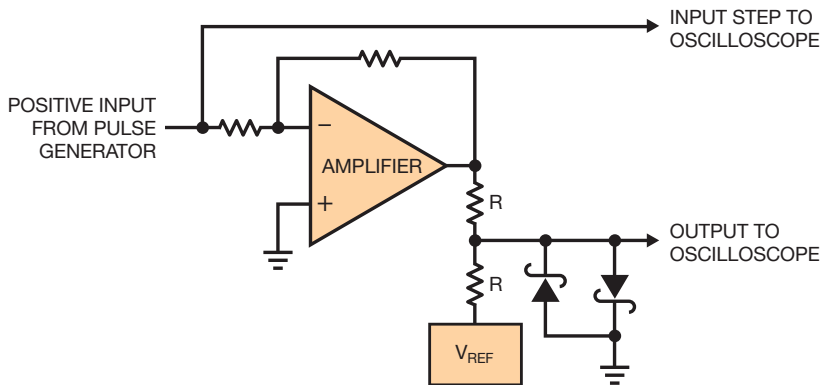 INPUT STEP TO
OSCILLOSCOPE
POSITIVE INPUT
FROM PULSE
GENERATOR
−
AMPLIFIER
+
R
OUTPUT TO
OSCILLOSCOPE
R
VREF